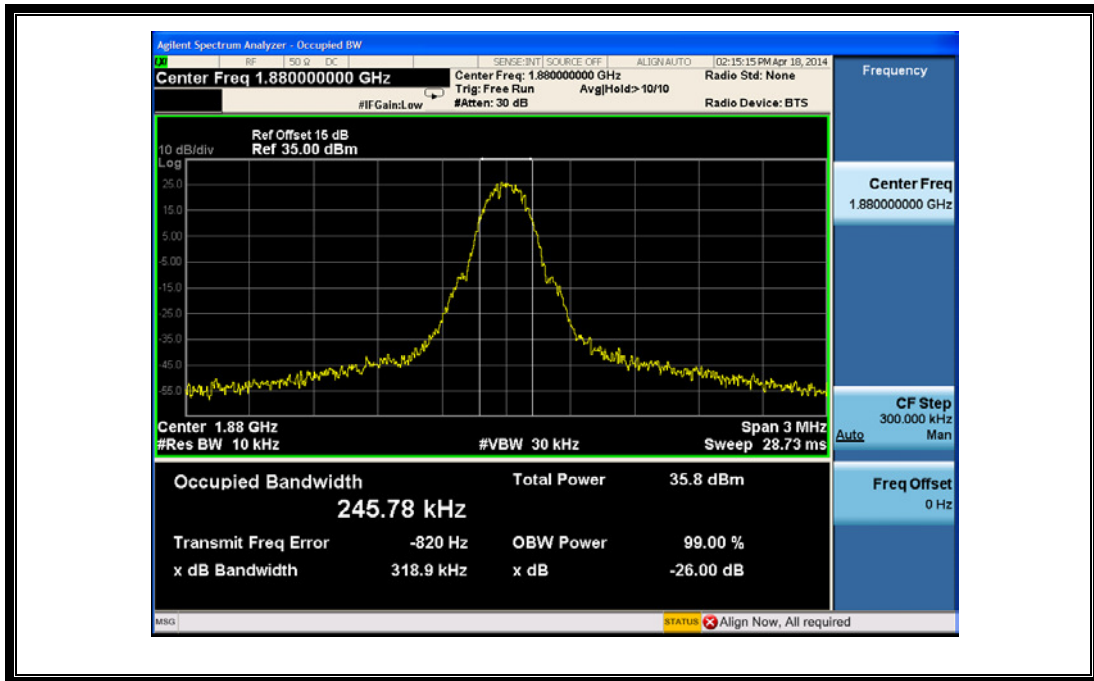 Agilent Spectrum Analyzer - Occupied BW
RF 50 Ω DC SENSE:INT SOURCE OFF ALIGN AUTO 02:15:15 PM Apr 18, 2014
Center Freq 1.880000000 GHz
Center Freq: 1.880000000 GHz
Radio Std: None
Trig: Free Run Avg|Hold:> 10/10
#IFGain:Low
#Atten: 30 dB
Radio Device: BTS
Ref Offset 15 dB
10 dB/div Ref 35.00 dBm
Log
25.0
15.0
5.00
-5.00
-15.0
-25.0
-35.0
-45.0
-55.0
Center 1.88 GHz Span 3 MHz
#Res BW 10 kHz #VBW 30 kHz Sweep 28.73 ms
Occupied Bandwidth
245.78 kHz
Total Power 35.8 dBm
Transmit Freq Error -820 Hz OBW Power 99.00 %
x dB Bandwidth 318.9 kHz x dB -26.00 dB
Frequency
Center Freq
1.880000000 GHz
CF Step
300.000 kHz
Auto Man
Freq Offset
0 Hz
MSG
STATUS Align Now, All required